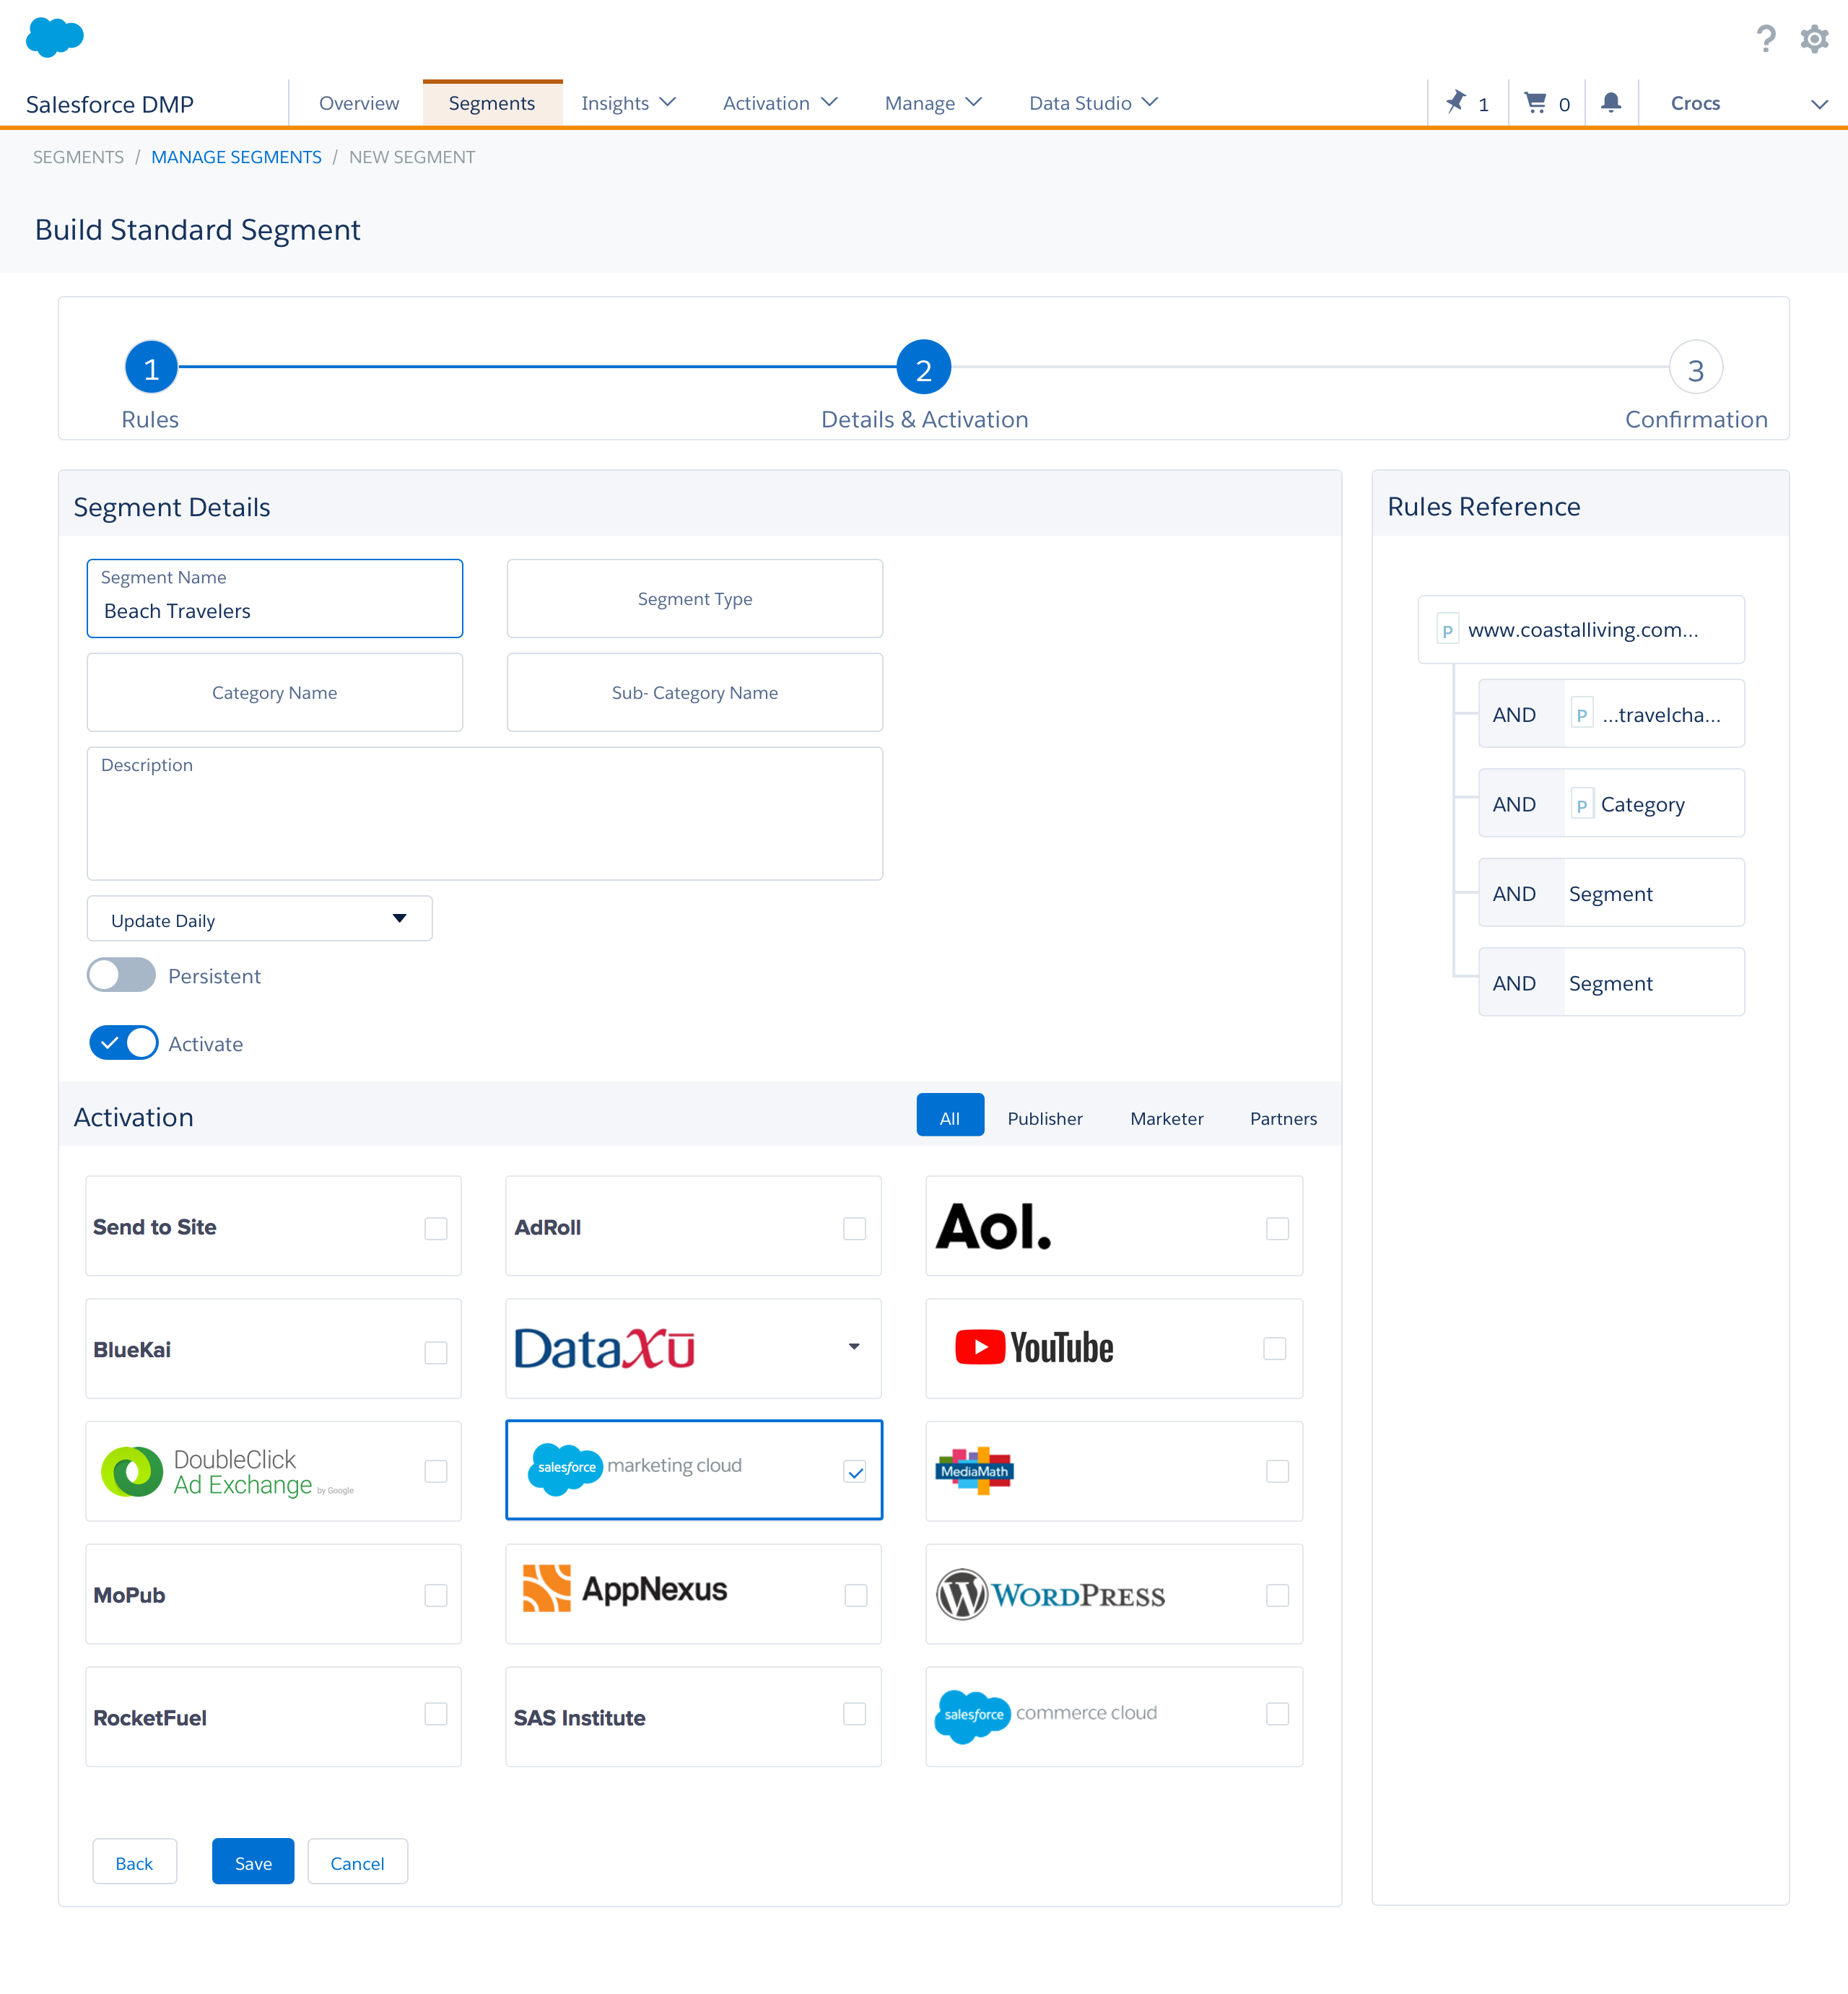 Salesforce DMP
Overview
Segments
Insights
Activation
Manage
Data Studio
1
0
Crocs
SEGMENTS / MANAGE SEGMENTS / NEW SEGMENT
Build Standard Segment
1
2
3
Rules
Details & Activation
Confirmation
Segment Details
Segment Name
Beach Travelers
Segment Type
Category Name
Sub- Category Name
Description
Update Daily
Persistent
Activate
Rules Reference
P www.coastalliving.com...
AND P ...travelcha...
AND P Category
AND Segment
AND Segment
Activation
All
Publisher
Marketer
Partners
Send to Site
AdRoll
Aol.
BlueKai
DataXū
YouTube
DoubleClick
Ad Exchange by Google
salesforce marketing cloud
MediaMath
MoPub
AppNexus
WORDPRESS
RocketFuel
SAS Institute
salesforce commerce cloud
Back
Save
Cancel